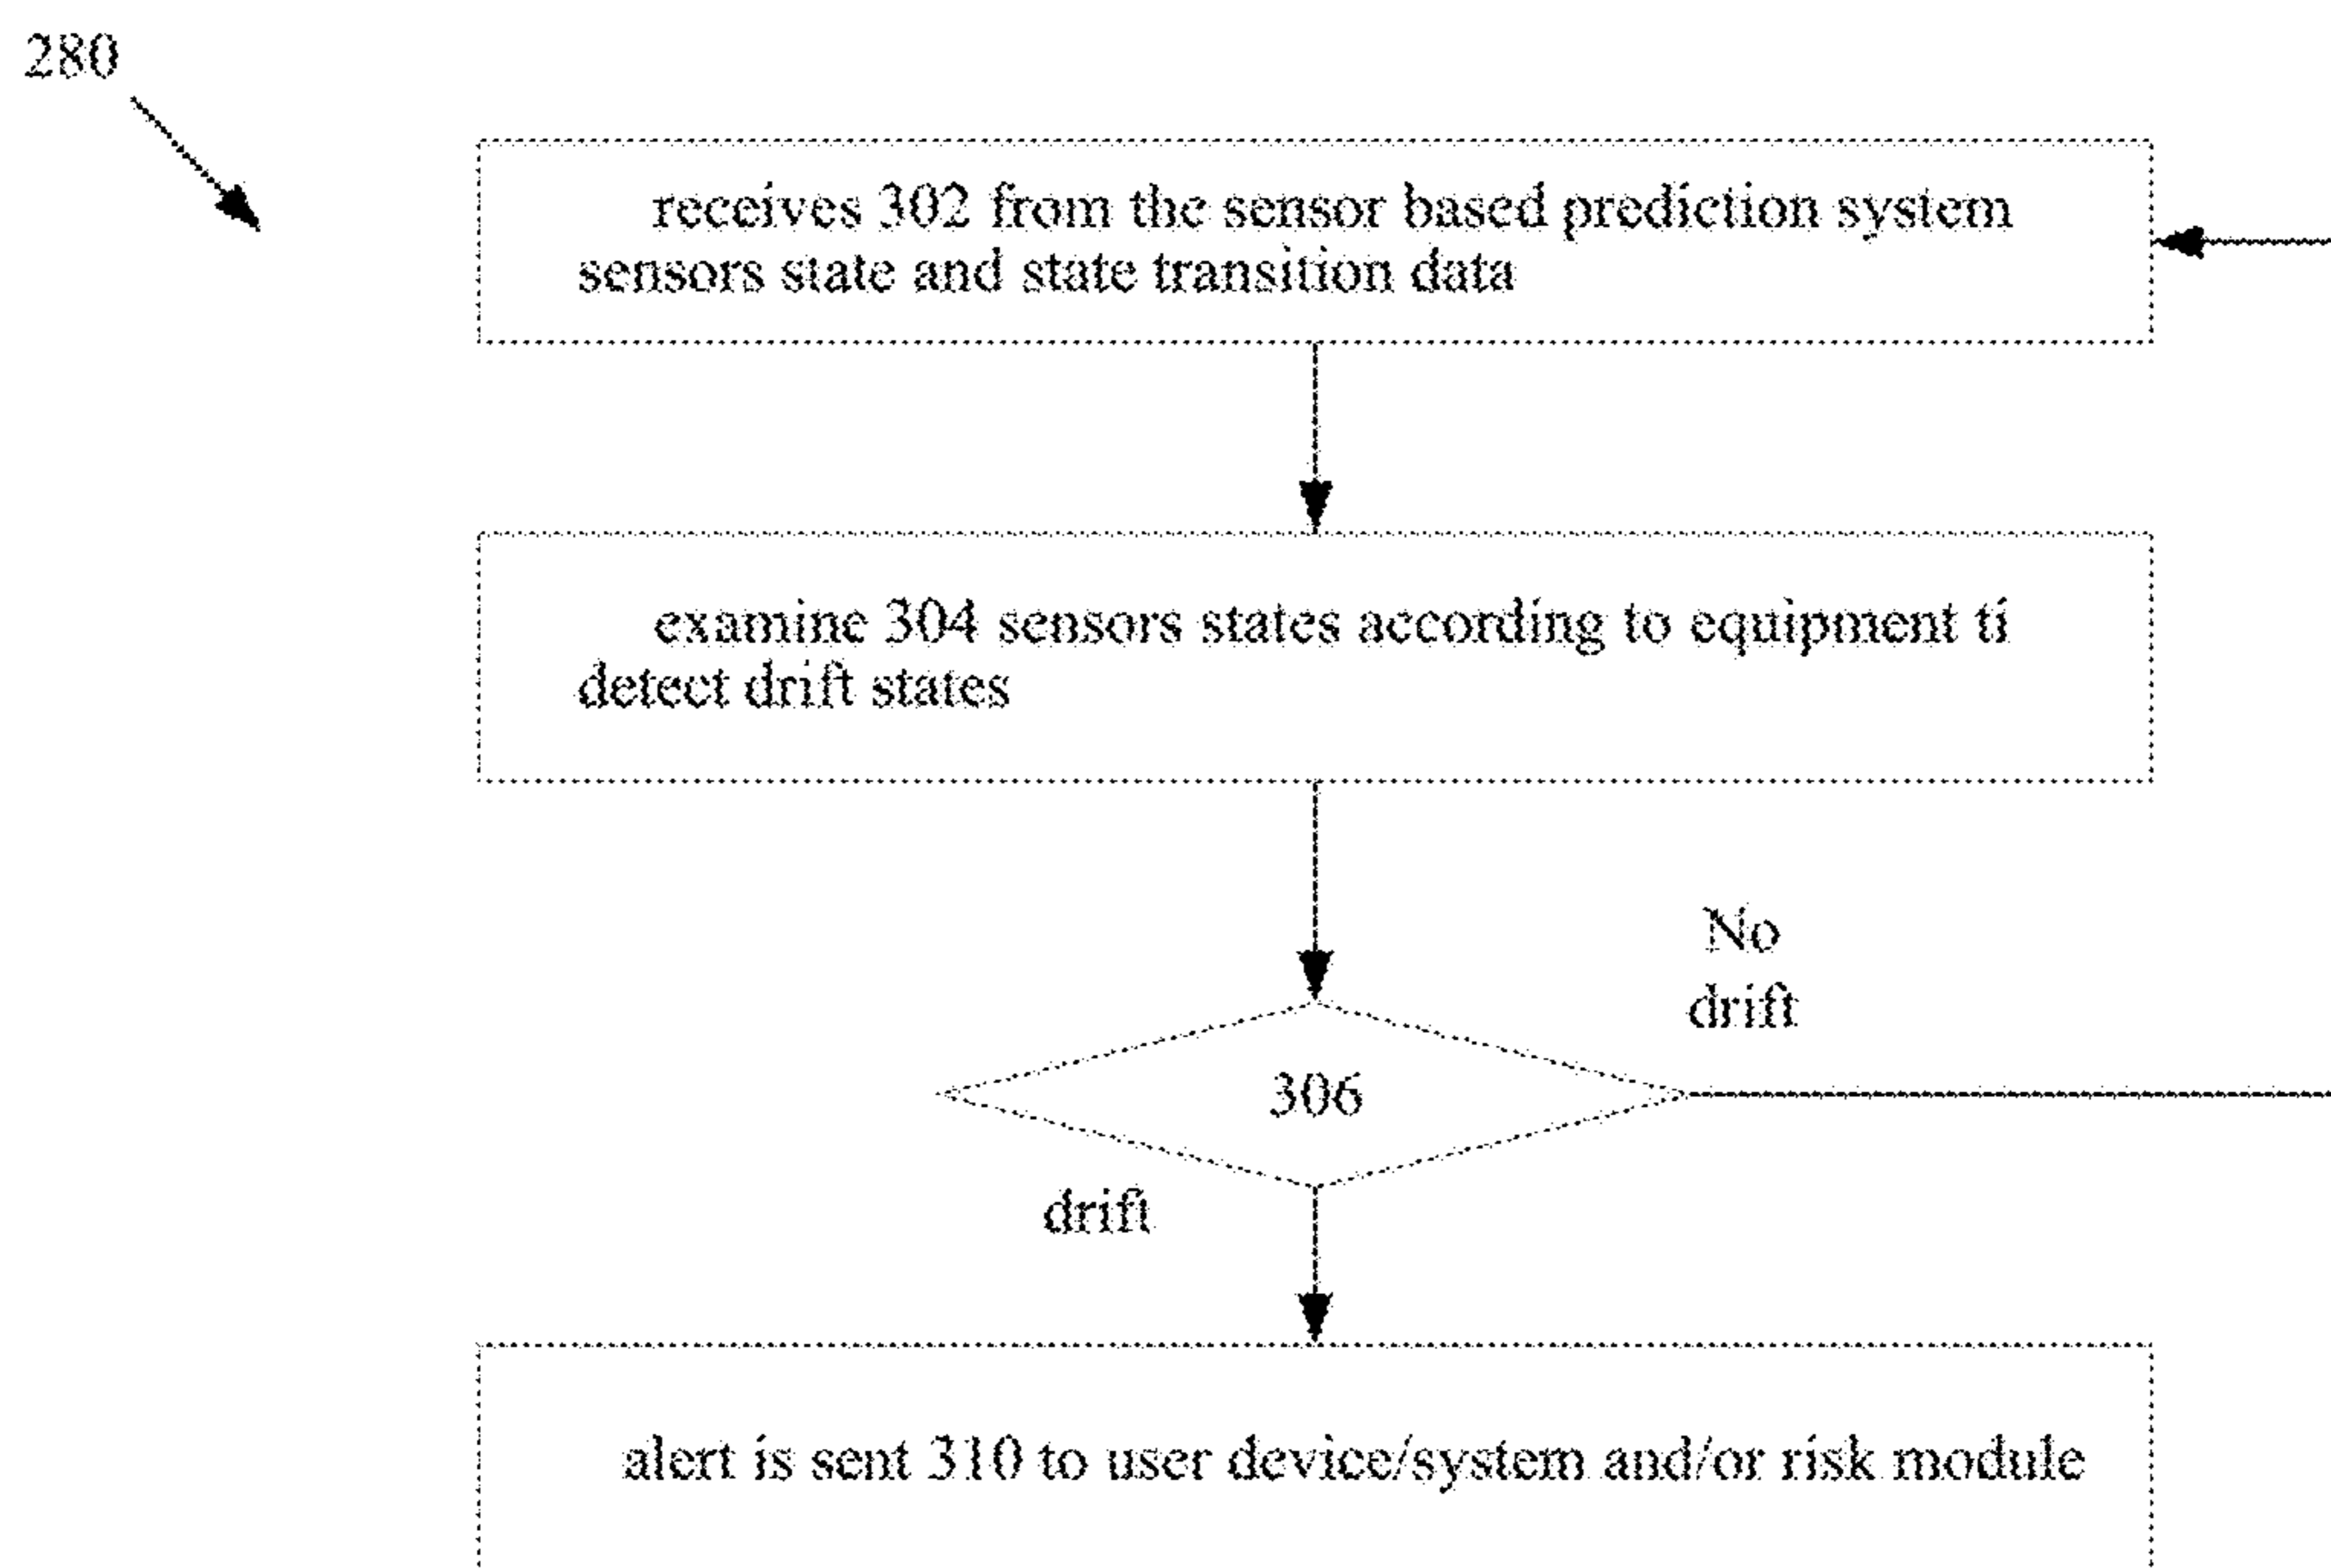 280
receives 302 from the sensor based prediction system
sensors state and state transition data
examine 304 sensors states according to equipment ti
detect drift states
No
drift
306
drift
alert is sent 310 to user device/system and/or risk module